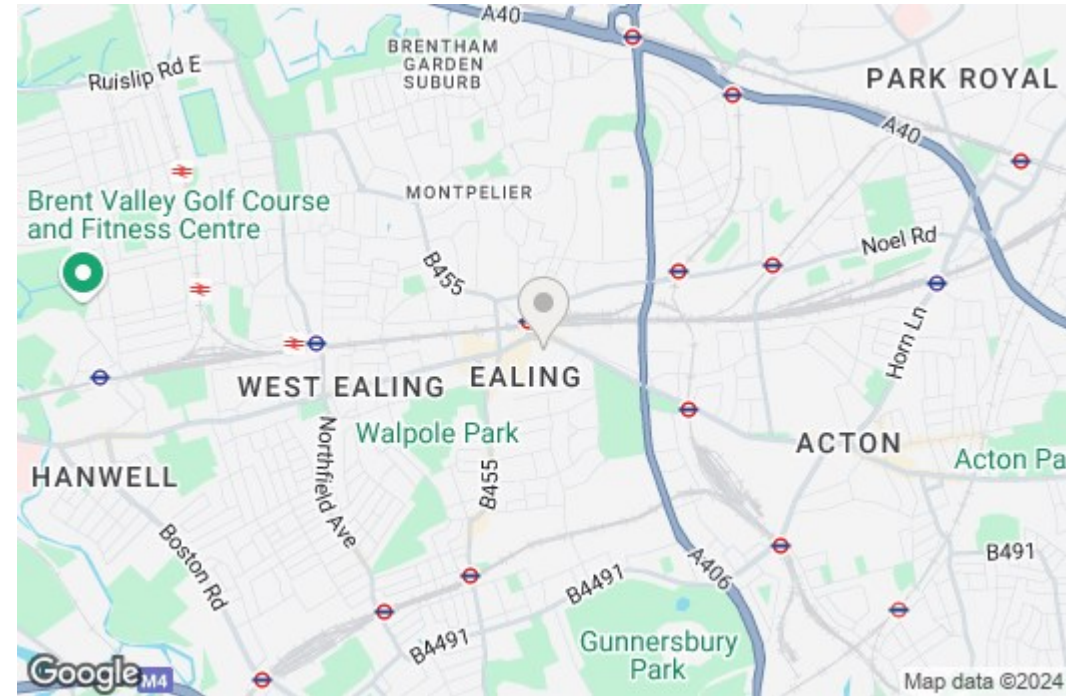 A40
BRENTHAM
GARDEN
SUBURB
Ruislip Rd E
PARK ROYAL
A40
Brent Valley Golf Course
and Fitness Centre
MONTPELIER
Noel Rd
B455
Horn Ln
WEST EALING
EALING
Walpole Park
ACTON
Acton Pa
HANWELL
Northfield Ave
B455
Boston Rd
B4491
A406
B491
B4491
Gunnersbury
Park
Google
M4
Map data ©2024